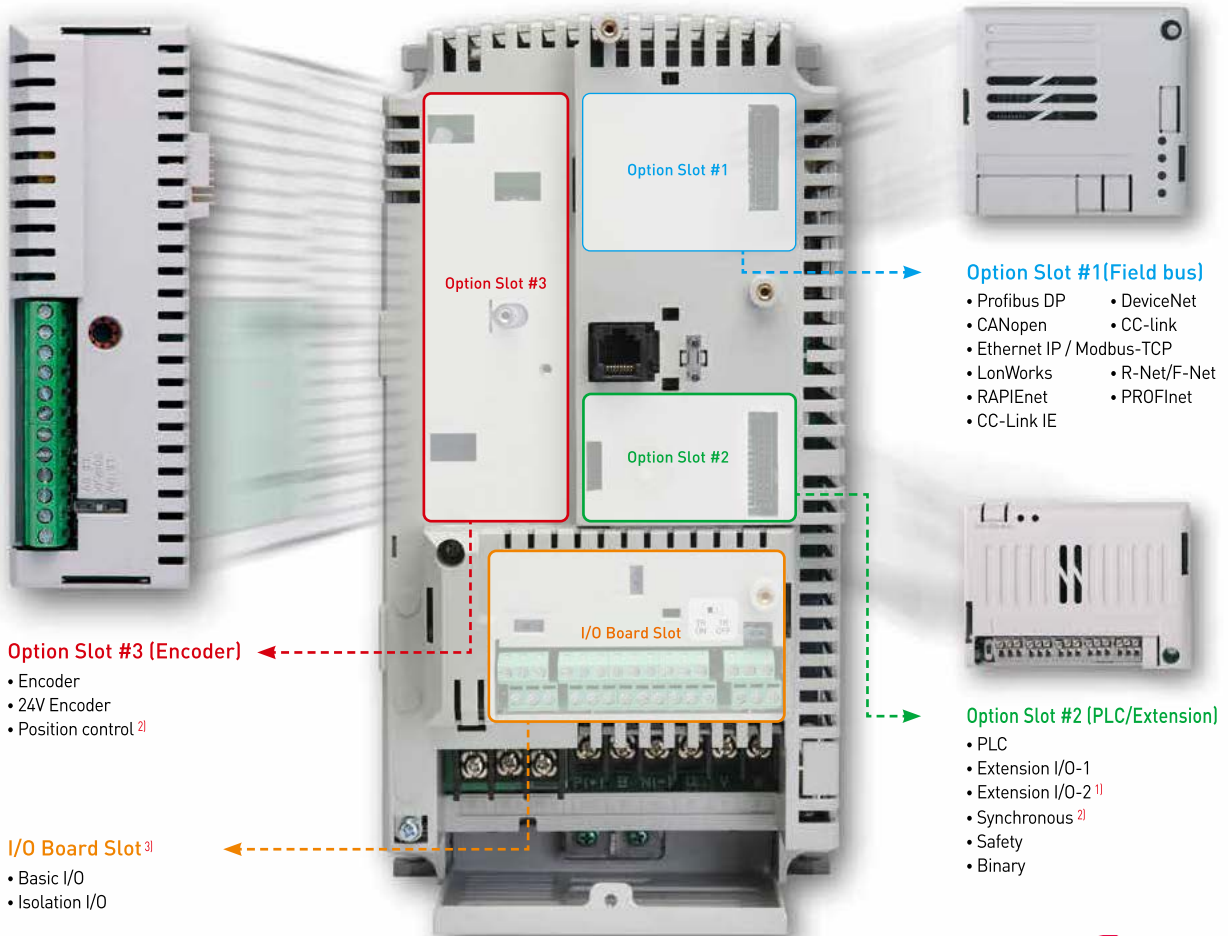 Option Slot #1
Option Slot #3
Option Slot #2
I/O Board Slot
Option Slot #1(Field bus)
• Profibus DP • DeviceNet
• CANopen • CC-link
• Ethernet IP / Modbus-TCP
• LonWorks • R-Net/F-Net
• RAPIEnet • PROFInet
• CC-Link IE
Option Slot #3 (Encoder)
• Encoder
• 24V Encoder
• Position control 2)
I/O Board Slot 3)
• Basic I/O
• Isolation I/O
Option Slot #2 (PLC/Extension)
• PLC
• Extension I/O-1
• Extension I/O-2 1)
• Synchronous 2)
• Safety
• Binary
P(+) B N(-)